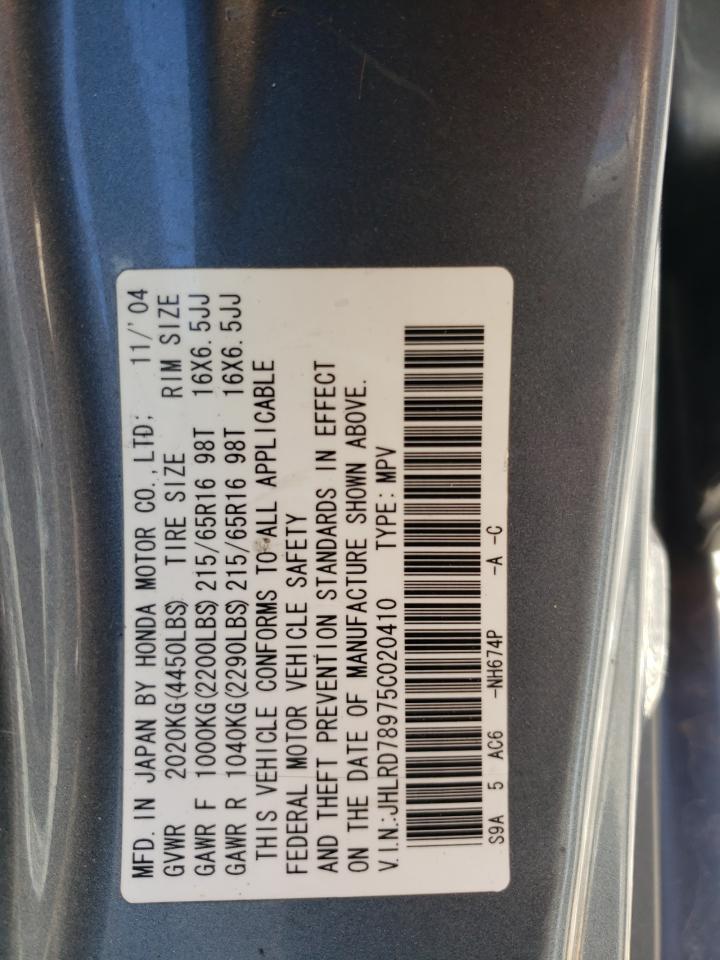 MFD. IN JAPAN BY HONDA MOTOR CO.,LTD; 11/'04
GVWR 2020KG(4450LBS) TIRE SIZE RIM SIZE
GAWR F 1000KG(2200LBS) 215/65R16 98T 16X6.5JJ
GAWR R 1040KG(2290LBS) 215/65R16 98T 16X6.5JJ
THIS VEHICLE CONFORMS TO ALL APPLICABLE
FEDERAL MOTOR VEHICLE SAFETY
AND THEFT PREVENTION STANDARDS IN EFFECT
ON THE DATE OF MANUFACTURE SHOWN ABOVE.
V.I.N.:JHLRD78975C020410 TYPE: MPV
S9A 5 AC6 -NH674P -A -C